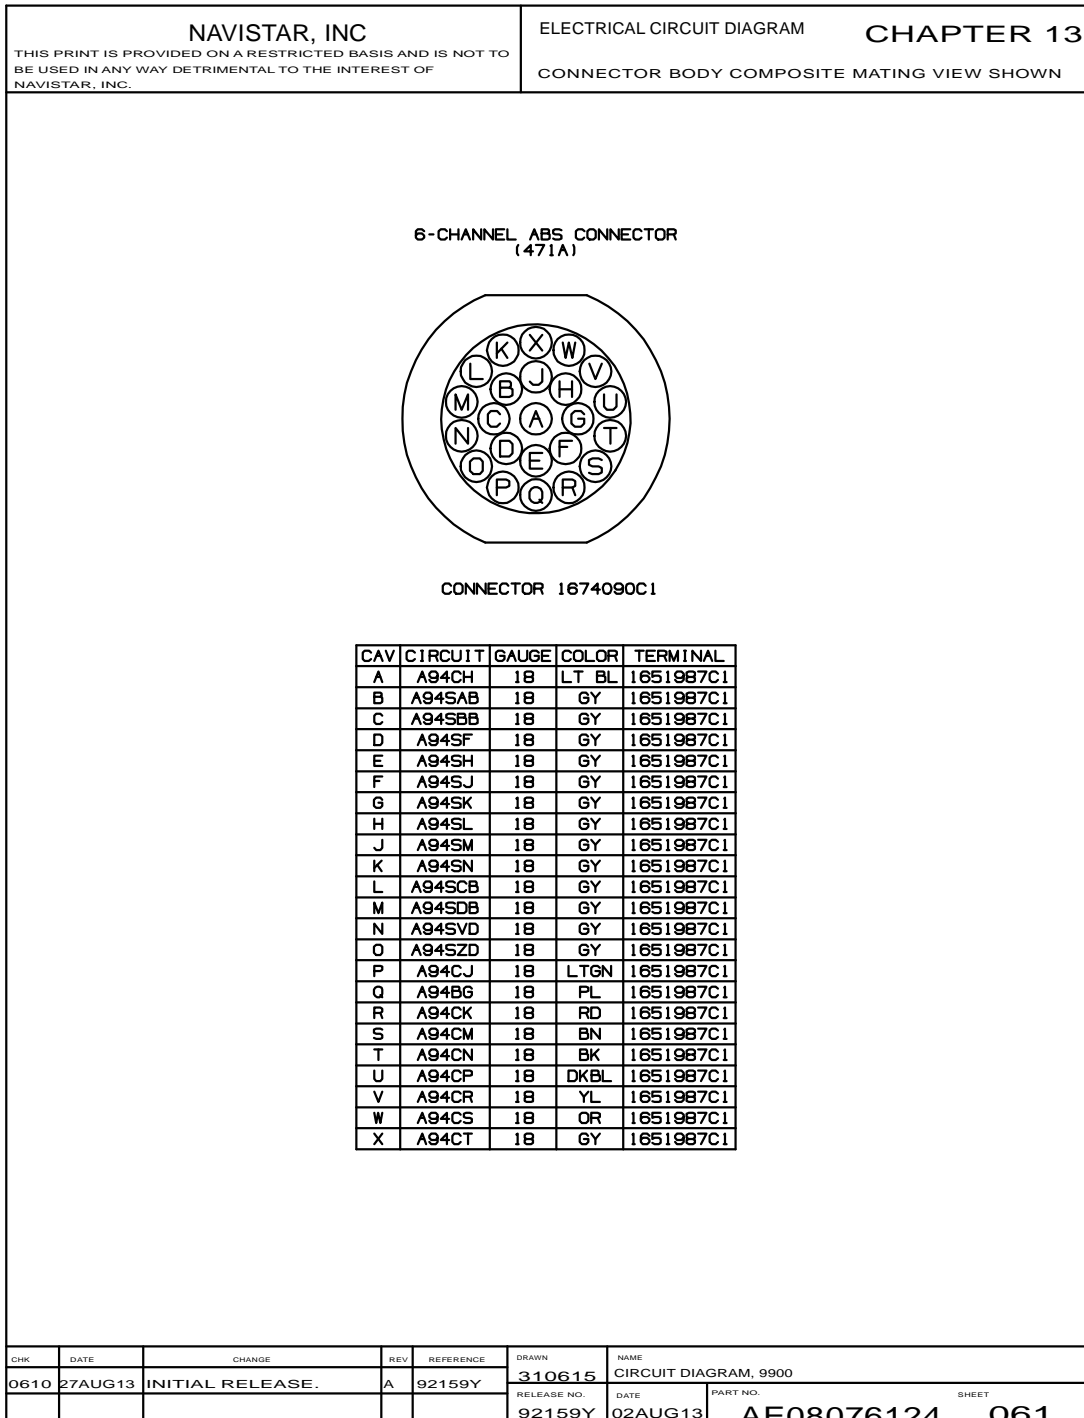 NAVISTAR, INC
THIS PRINT IS PROVIDED ON A RESTRICTED BASIS AND IS NOT TO
BE USED IN ANY WAY DETRIMENTAL TO THE INTEREST OF
NAVISTAR, INC.
ELECTRICAL CIRCUIT DIAGRAM CHAPTER 13
CONNECTOR BODY COMPOSITE MATING VIEW SHOWN
6-CHANNEL ABS CONNECTOR
(471A)
K X W
L J V
B H
M U
C A G
N T
D F
O E S
P Q R
CONNECTOR 1674090C1
CAV CIRCUIT GAUGE COLOR TERMINAL
A A94CH 18 LT BL 1651987C1
B A94SAB 18 GY 1651987C1
C A94SBB 18 GY 1651987C1
D A94SF 18 GY 1651987C1
E A94SH 18 GY 1651987C1
F A94SJ 18 GY 1651987C1
G A94SK 18 GY 1651987C1
H A94SL 18 GY 1651987C1
J A94SM 18 GY 1651987C1
K A94SN 18 GY 1651987C1
L A94SCB 18 GY 1651987C1
M A94SDB 18 GY 1651987C1
N A94SVD 18 GY 1651987C1
O A94SZD 18 GY 1651987C1
P A94CJ 18 LTGN 1651987C1
Q A94BG 18 PL 1651987C1
R A94CK 18 RD 1651987C1
S A94CM 18 BN 1651987C1
T A94CN 18 BK 1651987C1
U A94CP 18 DKBL 1651987C1
V A94CR 18 YL 1651987C1
W A94CS 18 OR 1651987C1
X A94CT 18 GY 1651987C1
CHK DATE CHANGE REV REFERENCE
0610 27AUG13 INITIAL RELEASE. A 92159Y
DRAWN
310615
NAME
CIRCUIT DIAGRAM, 9900
RELEASE NO. DATE PART NO. SHEET
92159Y 02AUG13 AE08076124 061